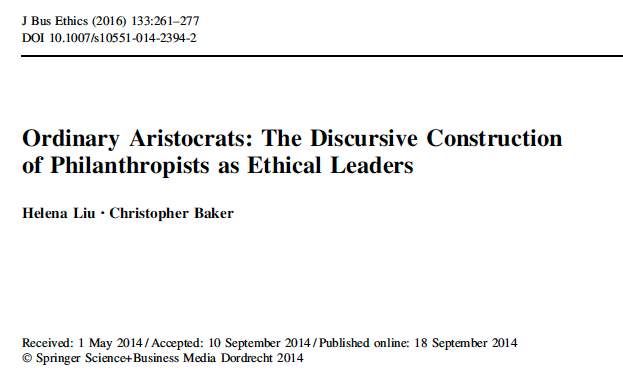 J Bus Ethics (2016) 133:261–277
DOI 10.1007/s10551-014-2394-2
Ordinary Aristocrats: The Discursive Construction
of Philanthropists as Ethical Leaders
Helena Liu · Christopher Baker
Received: 1 May 2014 / Accepted: 10 September 2014 / Published online: 18 September 2014
© Springer Science+Business Media Dordrecht 2014